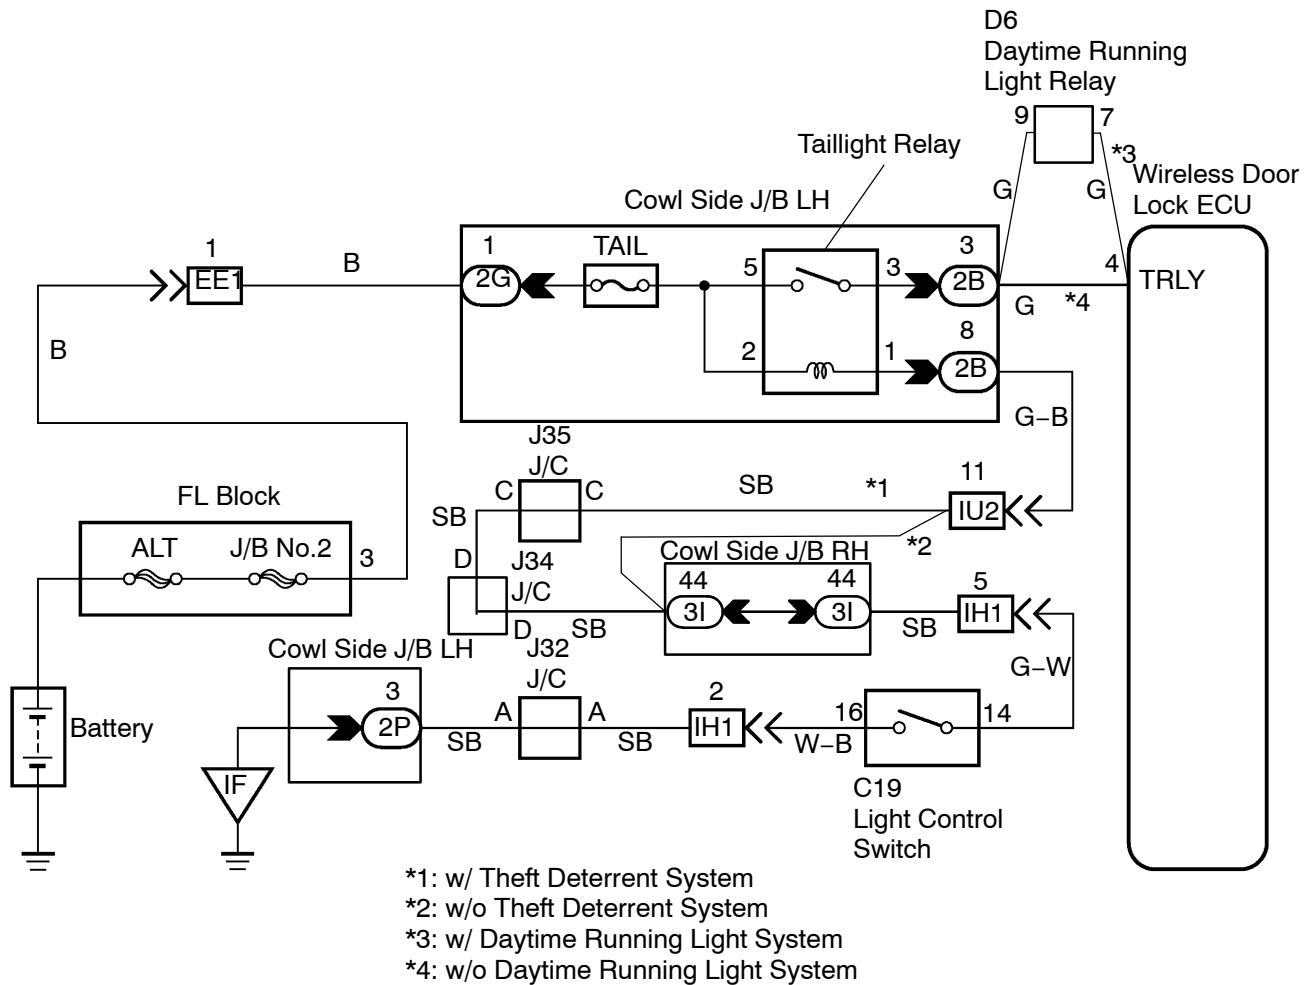 D6
Daytime Running
Light Relay
9
7
*3
Taillight Relay
G
G
Wireless Door
Lock ECU
Cowl Side J/B LH
1
EE1
B
1
2G
TAIL
5
3
3
2B
4
TRLY
G
*4
B
2
1
8
2B
G–B
J35
J/C
C
C
SB
*1
11
IU2
SB
FL Block
ALT
J/B No.2
3
*2
D
J34
J/C
D
SB
Cowl Side J/B RH
44
3I
44
3I
SB
5
IH1
G–W
Cowl Side J/B LH
3
2P
SB
J32
J/C
A
A
SB
2
IH1
W–B
16
14
Battery
IF
C19
Light Control
Switch
*1: w/ Theft Deterrent System
*2: w/o Theft Deterrent System
*3: w/ Daytime Running Light System
*4: w/o Daytime Running Light System